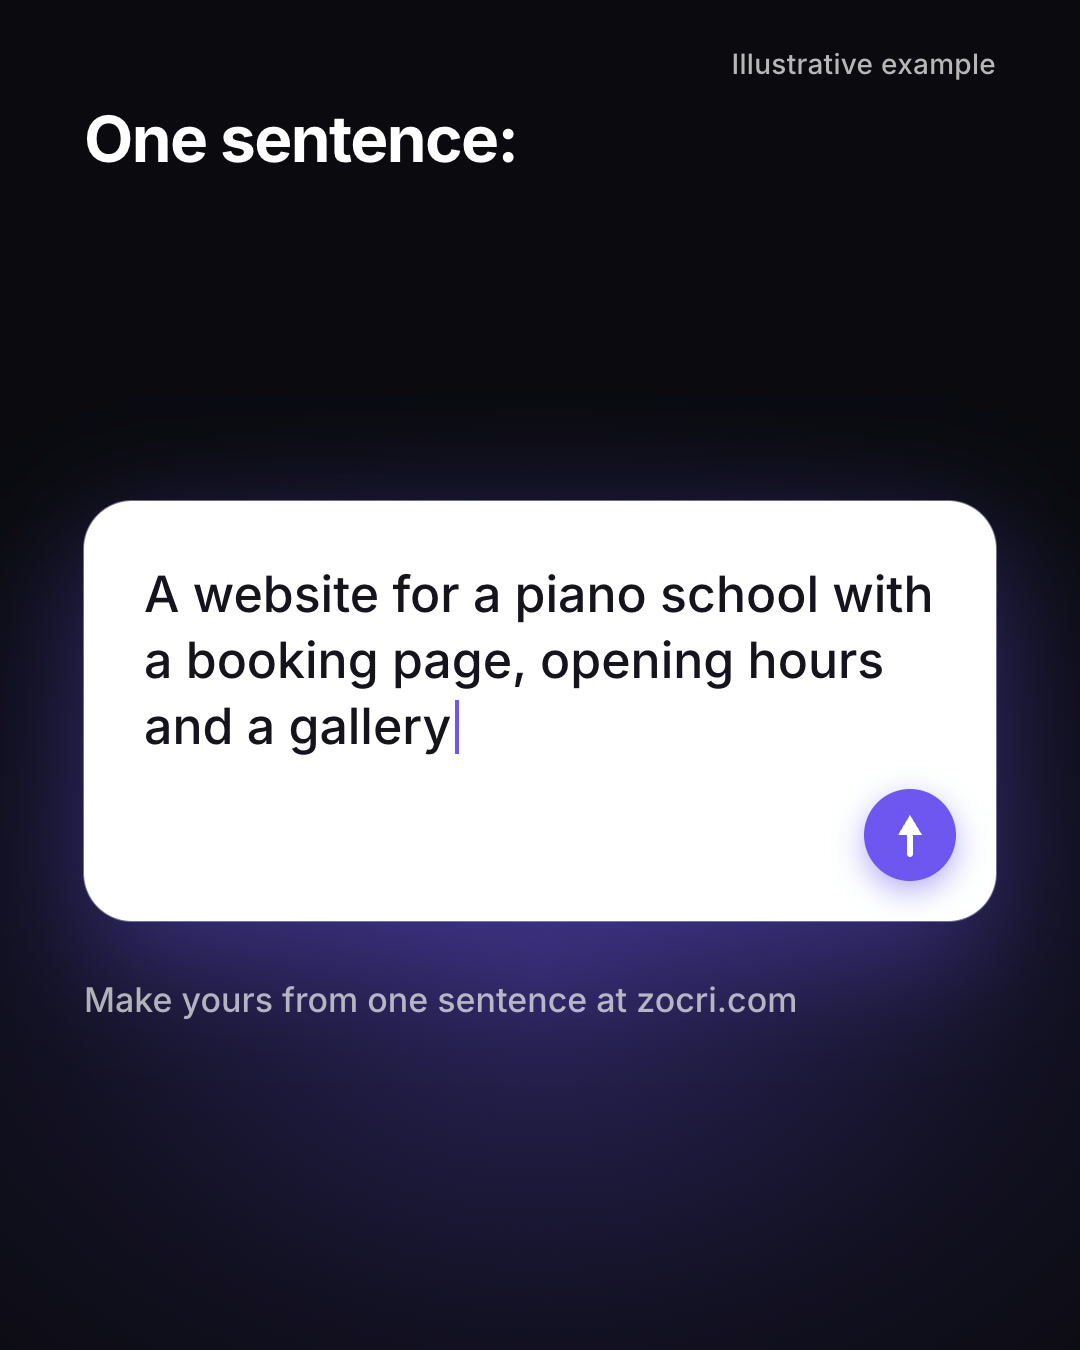 Illustrative example
One sentence:
A website for a piano school with
a booking page, opening hours
and a gallery
Make yours from one sentence at zocri.com